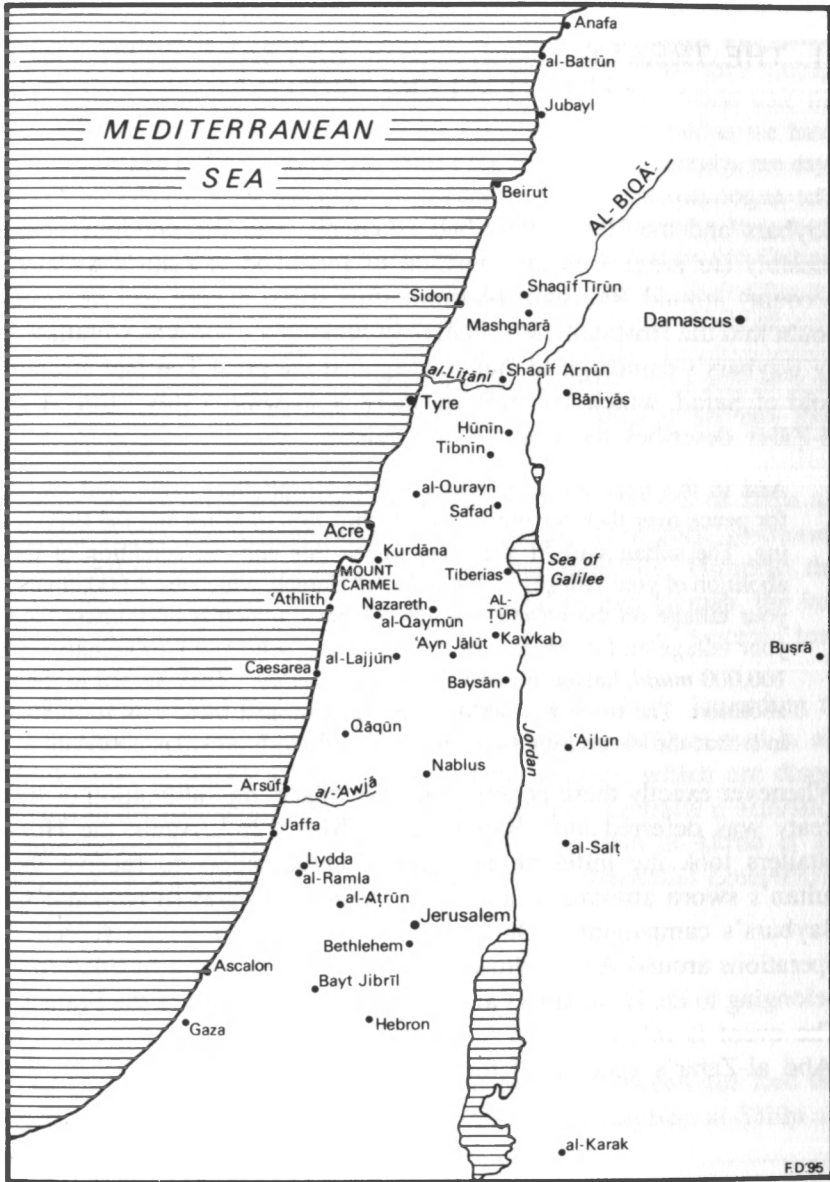 Anafa
al-Batrūn
Jubayl
MEDITERRANEAN
SEA
Beirut
AL-BIQĀʿ
Shaqīf Tīrūn
Sidon
Mashgharā
Damascus
al-Līṭānī
Shaqīf Arnūn
Tyre
Bāniyās
Hūnīn
Tibnīn
al-Qurayn
Ṣafad
Acre
Kurdāna
Sea of
Galilee
MOUNT
CARMEL
Tiberias
ʿAthlith
Nazareth
AL-
ṬŪR
al-Qaymūn
Kawkab
ʿAyn Jālūt
al-Lajjūn
Buṣrā
Caesarea
Baysān
Qāqūn
Jordan
ʿAjlūn
Nablus
Arsūf
al-ʿAwjā
Jaffa
al-Salt
Lydda
al-Ramla
al-Aṭrūn
Jerusalem
Bethlehem
Ascalon
Bayt Jibrīl
Gaza
Hebron
al-Karak
F.D'95